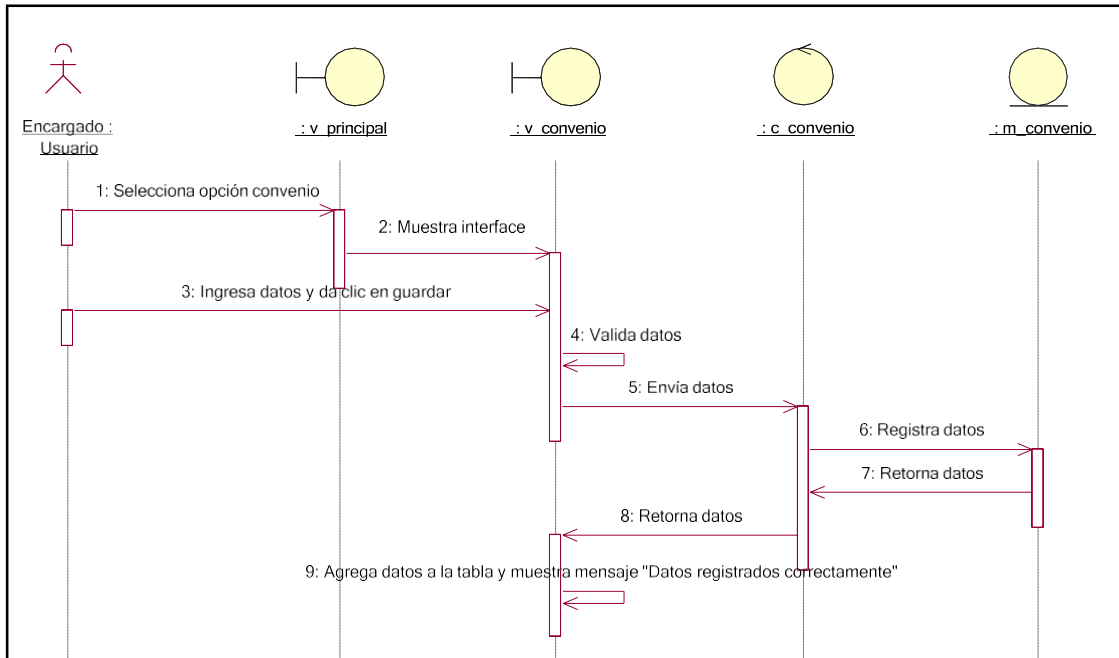 Encargado :
Usuario
: v_principal
: v_convenio
: c_convenio
: m_convenio
1: Selecciona opción convenio
2: Muestra interface
3: Ingresa datos y da clic en guardar
4: Valida datos
5: Envía datos
6: Registra datos
7: Retorna datos
8: Retorna datos
9: Agrega datos a la tabla y muestra mensaje "Datos registrados correctamente"